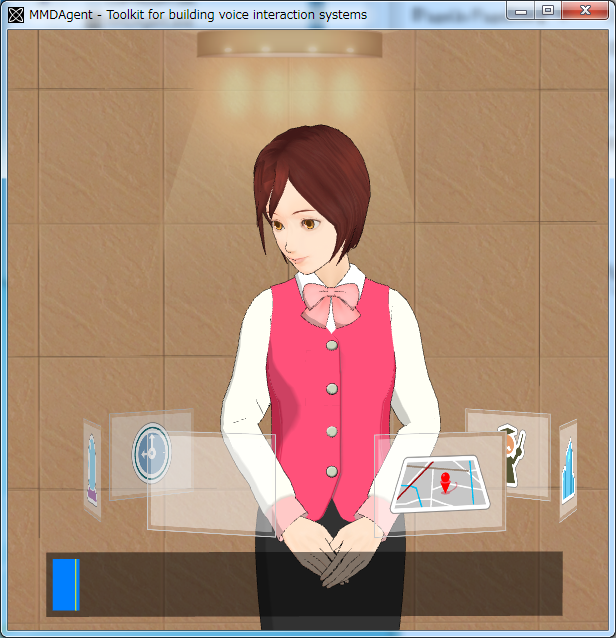 MMDAgent - Toolkit for building voice interaction systems